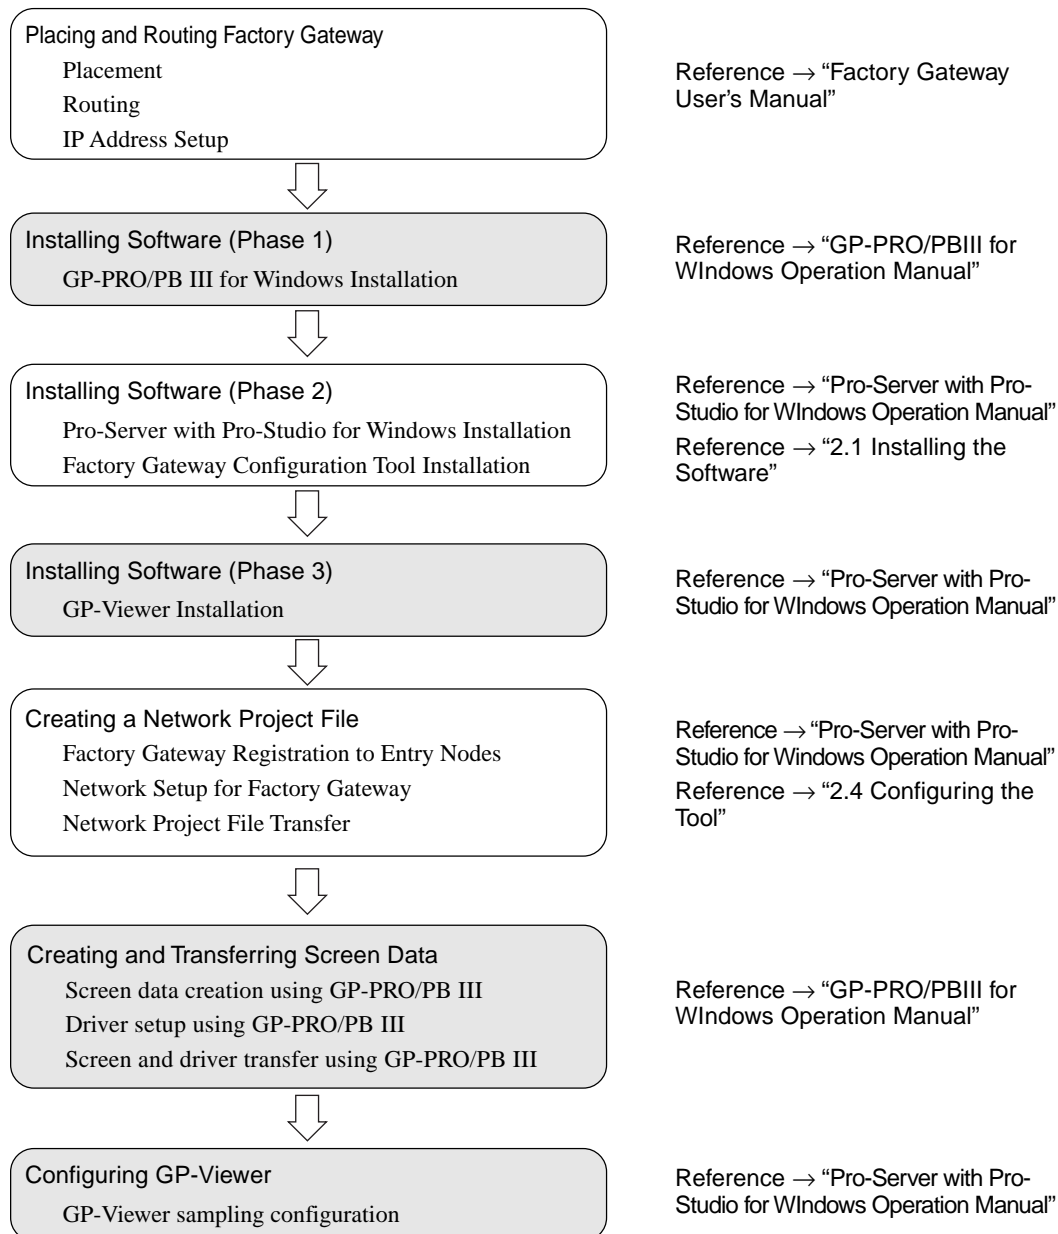 Placing and Routing Factory Gateway
Placement
Routing
IP Address Setup
Reference → “Factory Gateway
User’s Manual”
Installing Software (Phase 1)
GP-PRO/PB III for Windows Installation
Reference → “GP-PRO/PBIII for
WIndows Operation Manual”
Installing Software (Phase 2)
Pro-Server with Pro-Studio for Windows Installation
Factory Gateway Configuration Tool Installation
Reference → “Pro-Server with Pro-
Studio for WIndows Operation Manual”
Reference → “2.1 Installing the
Software”
Installing Software (Phase 3)
GP-Viewer Installation
Reference → “Pro-Server with Pro-
Studio for WIndows Operation Manual”
Creating a Network Project File
Factory Gateway Registration to Entry Nodes
Network Setup for Factory Gateway
Network Project File Transfer
Reference → “Pro-Server with Pro-
Studio for Windows Operation Manual”
Reference → “2.4 Configuring the
Tool”
Creating and Transferring Screen Data
Screen data creation using GP-PRO/PB III
Driver setup using GP-PRO/PB III
Screen and driver transfer using GP-PRO/PB III
Reference → “GP-PRO/PBIII for
WIndows Operation Manual”
Configuring GP-Viewer
GP-Viewer sampling configuration
Reference → “Pro-Server with Pro-
Studio for WIndows Operation Manual”